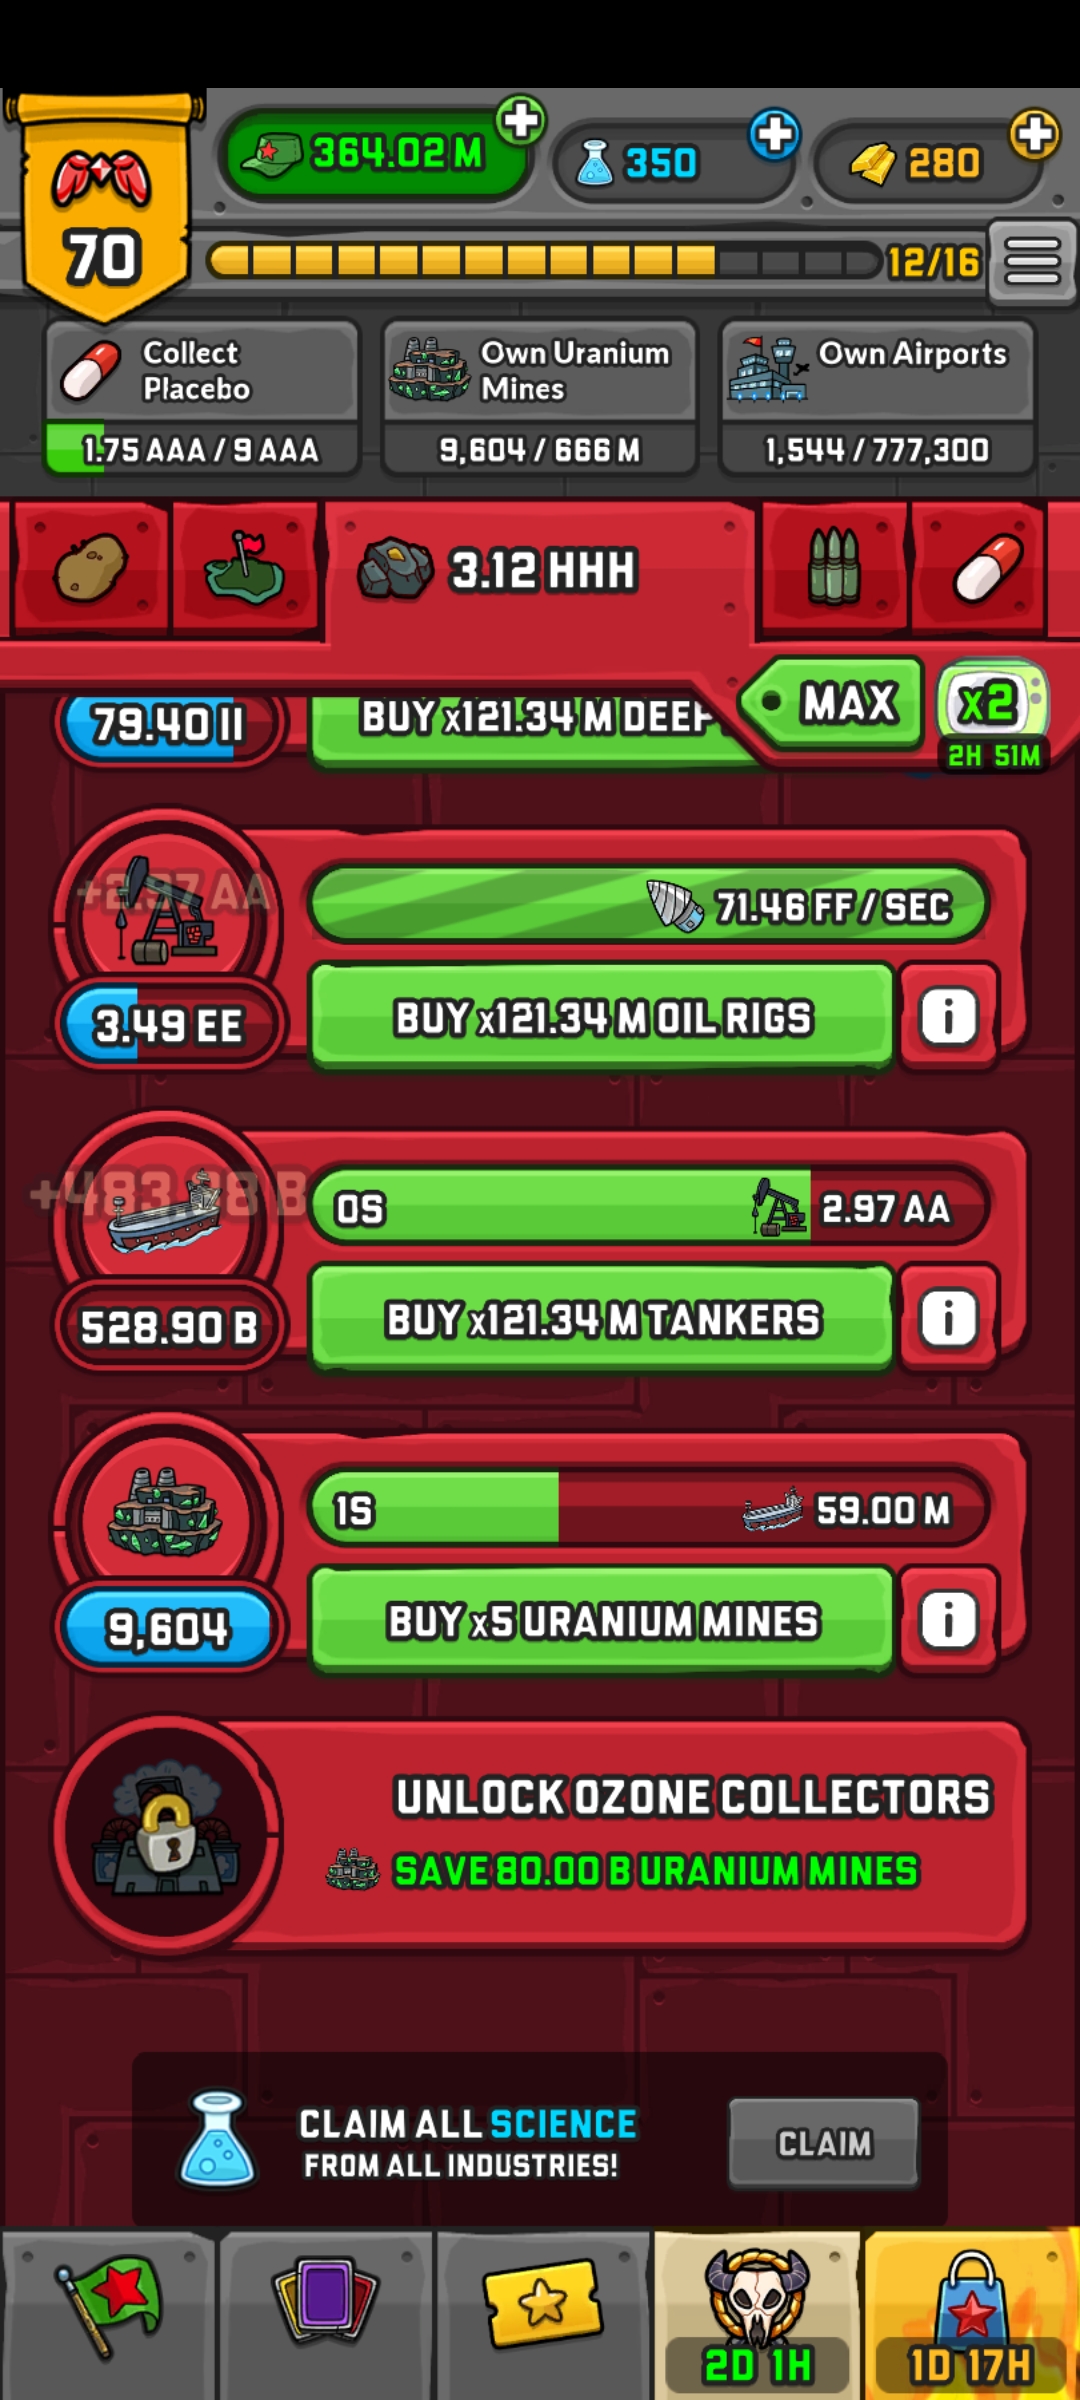 364.02 M
350
280
70
12/16
Collect
Placebo
1.75 AAA / 9 AAA
Own Uranium
Mines
9,604 / 666 M
Own Airports
1,544 / 777,300
3.12 HHH
MAX
x2
2H 51M
79.40 II
BUY x121.34 M DEEP
+2.97 AA
71.46 FF / SEC
3.49 EE
BUY x121.34 M OIL RIGS
i
+483.28 B
0S
2.97 AA
528.90 B
BUY x121.34 M TANKERS
i
1S
59.00 M
9,604
BUY x5 URANIUM MINES
i
UNLOCK OZONE COLLECTORS
SAVE 80.00 B URANIUM MINES
CLAIM ALL SCIENCE
FROM ALL INDUSTRIES!
CLAIM
2D 1H
1D 17H